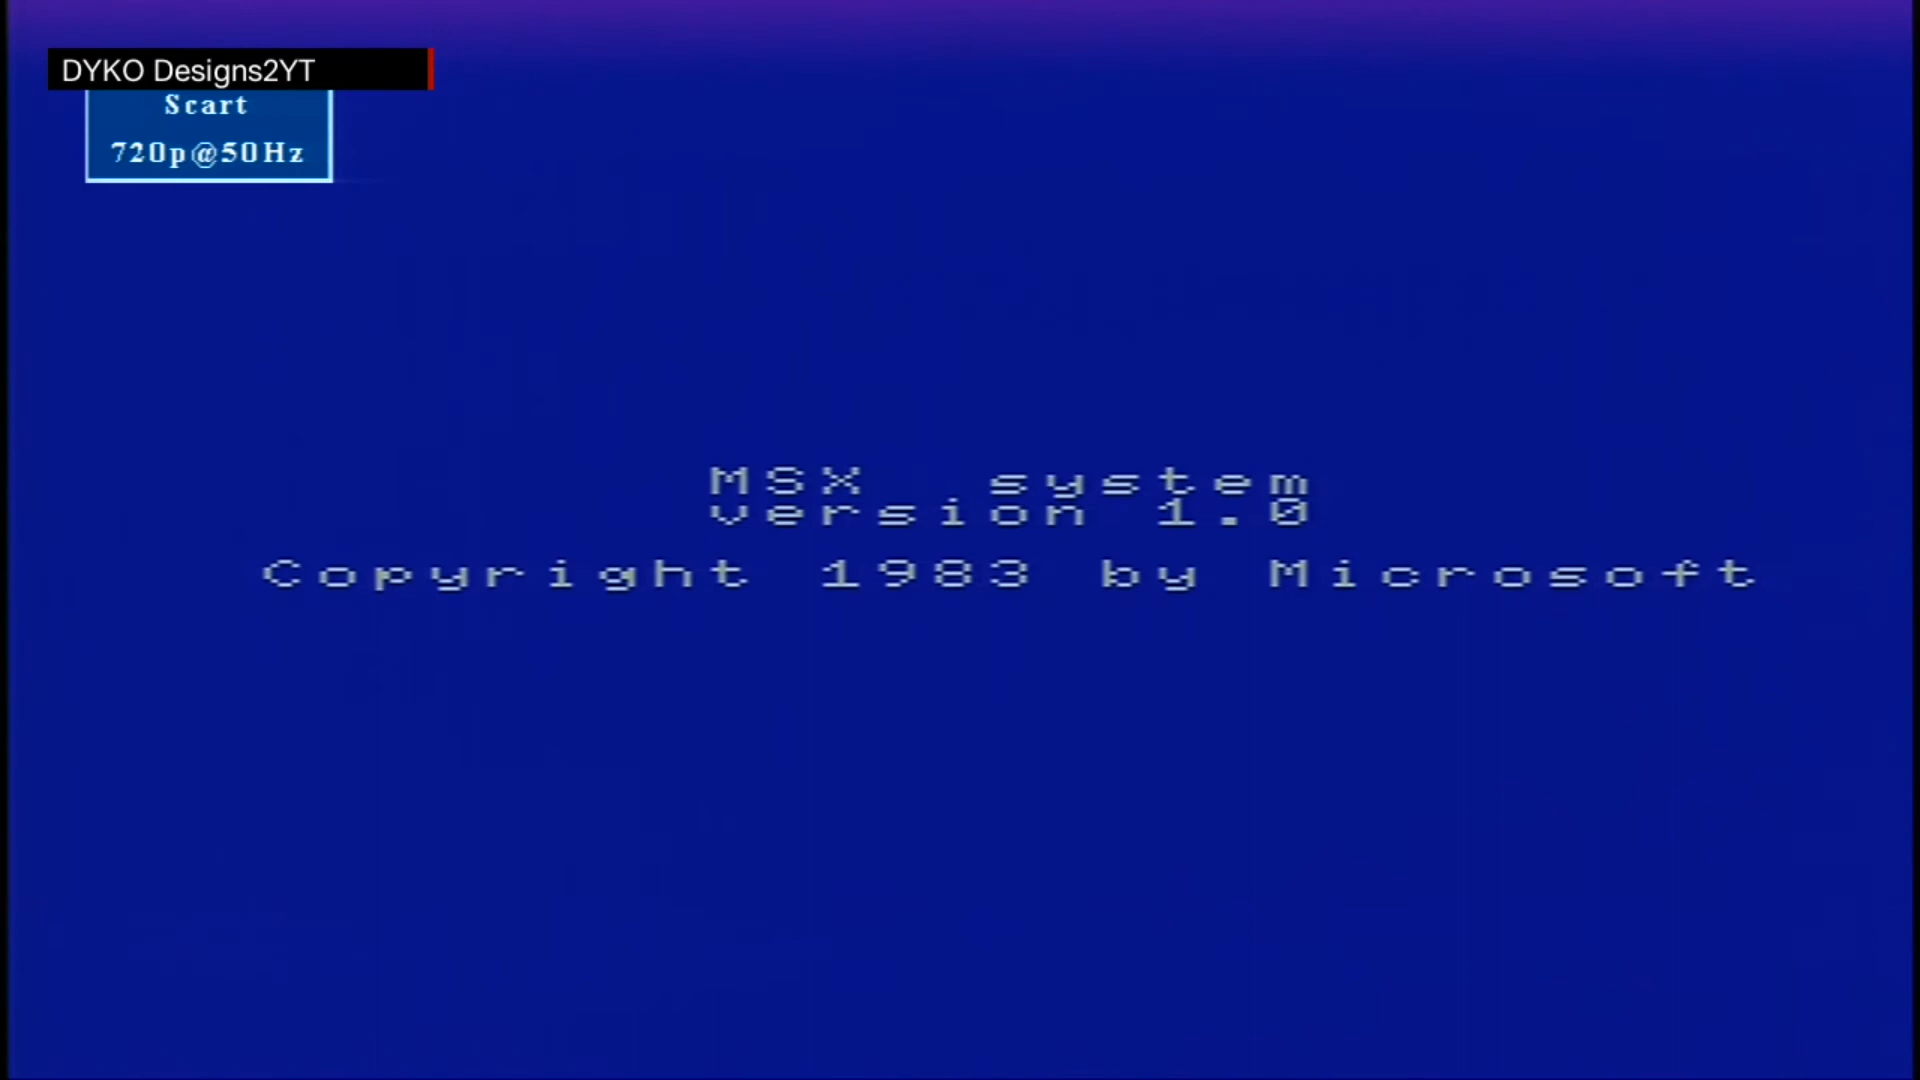 DYKO Designs2YT
Scart
720p@50Hz
MSX system
version 1.0
Copyright 1983 by Microsoft